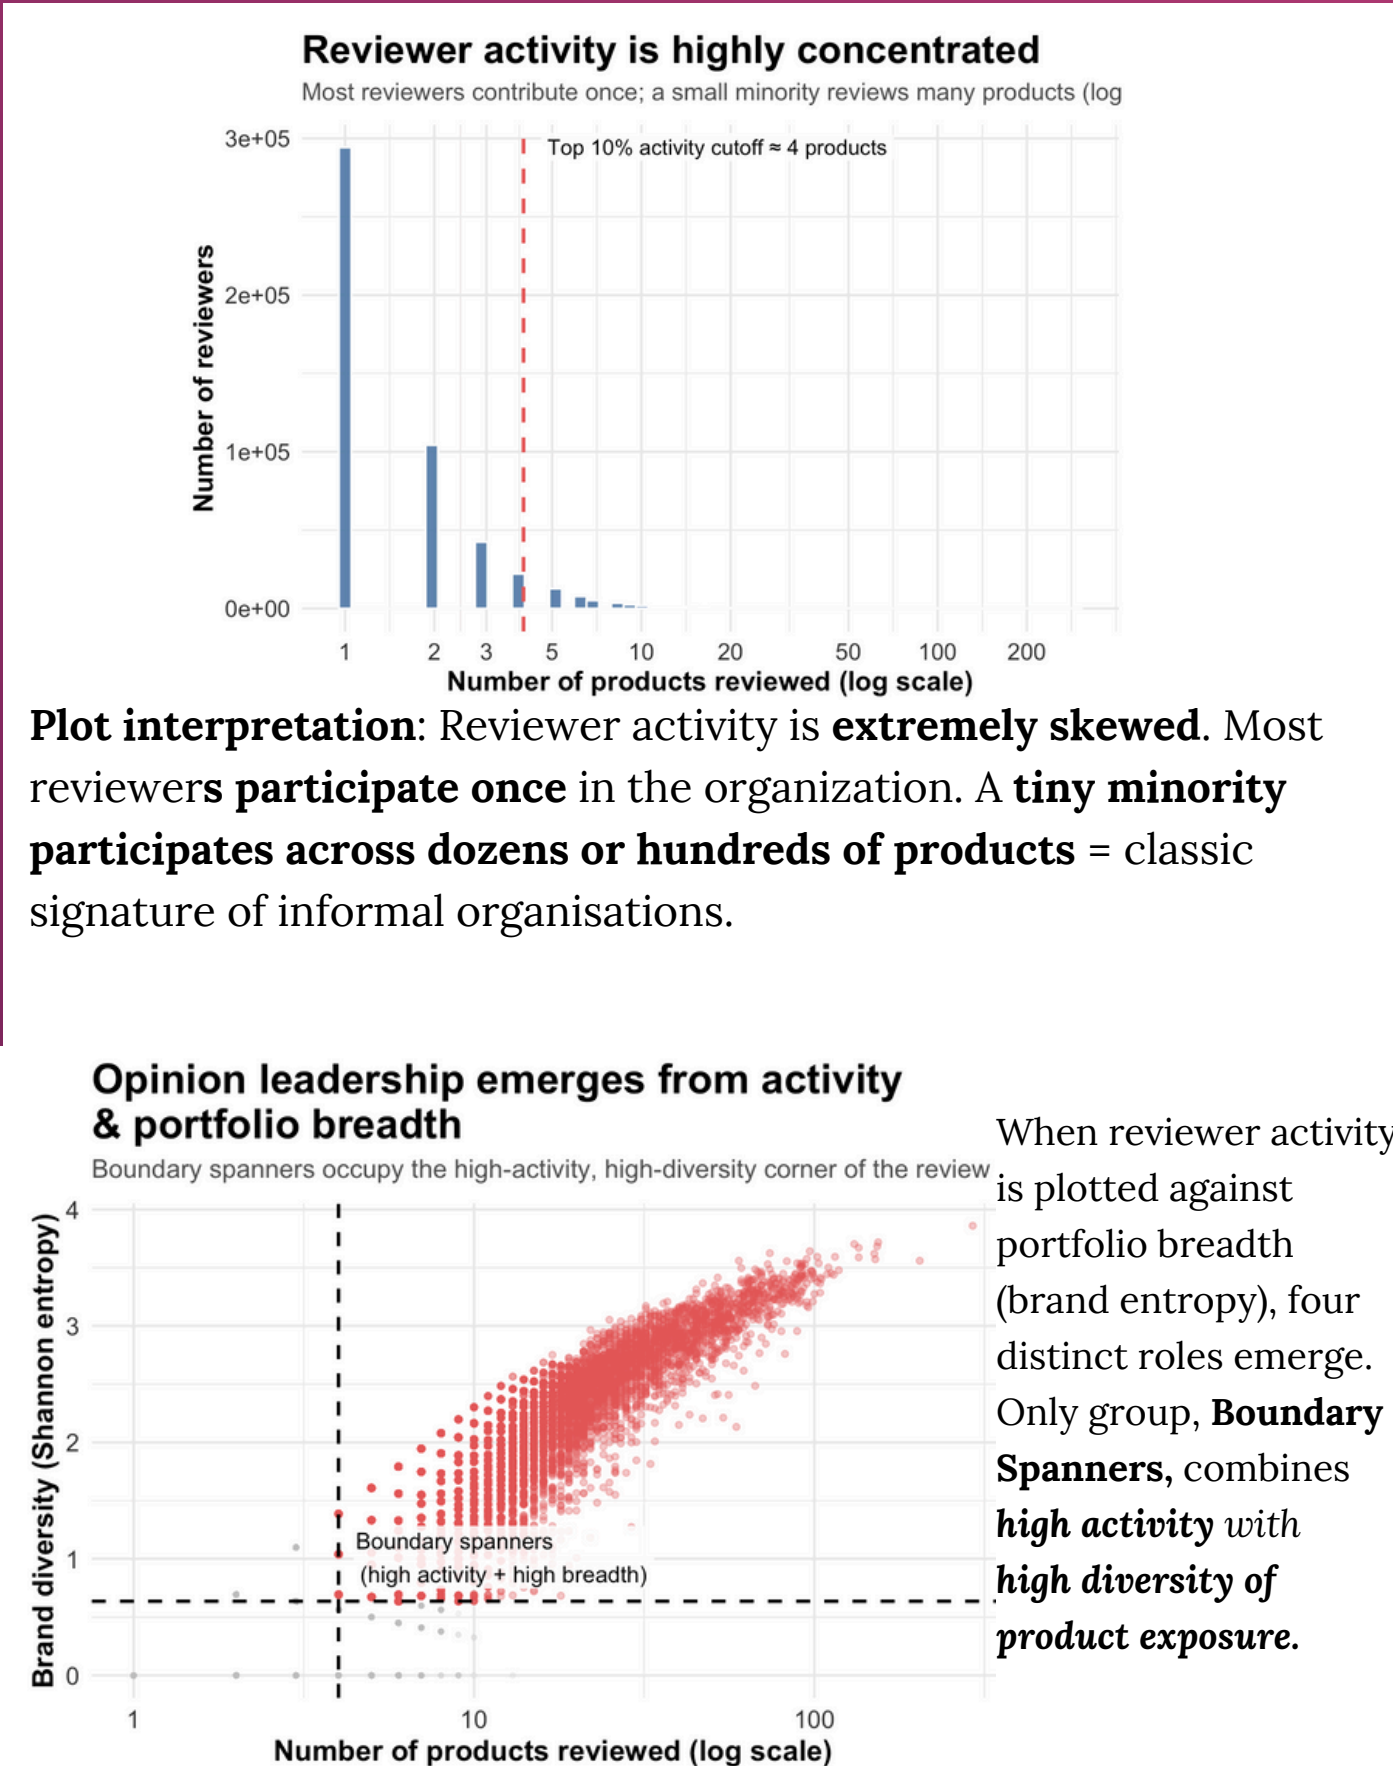 Reviewer activity is highly concentrated
Most reviewers contribute once; a small minority reviews many products (log
3e+05
Top 10% activity cutoff ≈ 4 products
2e+05
1e+05
0e+00
Number of reviewers
1 2 3 5 10 20 50 100 200
Number of products reviewed (log scale)
Plot interpretation: Reviewer activity is extremely skewed. Most
reviewers participate once in the organization. A tiny minority
participates across dozens or hundreds of products = classic
signature of informal organisations.
Opinion leadership emerges from activity
& portfolio breadth
Boundary spanners occupy the high-activity, high-diversity corner of the review
4
3
2
1
0
Brand diversity (Shannon entropy)
Boundary spanners
(high activity + high breadth)
1 10 100
Number of products reviewed (log scale)
When reviewer activity
is plotted against
portfolio breadth
(brand entropy), four
distinct roles emerge.
Only group, Boundary
Spanners, combines
high activity with
high diversity of
product exposure.